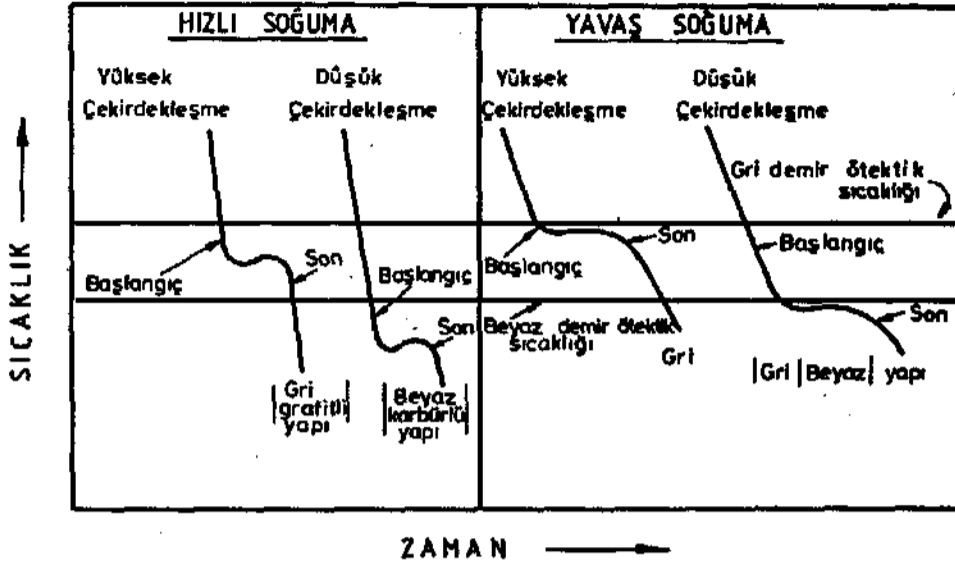 HIZLI SOĞUMA
YAVAŞ SOĞUMA
Yüksek
Çekirdekleşme
Düşük
Çekirdekleşme
Yüksek
Çekirdekleşme
Düşük
Çekirdekleşme
Gri demir ötektik
sıcaklığı
Başlangıç
Son
Başlangıç
Son
Başlangıç
Son
Başlangıç
Son
Beyaz demir ötektik
sıcaklığı
Gri
grafitli
yapı
Beyaz
karbürlü
yapı
Gri
|Gri |Beyaz| yapı
SICAKLIK
ZAMAN